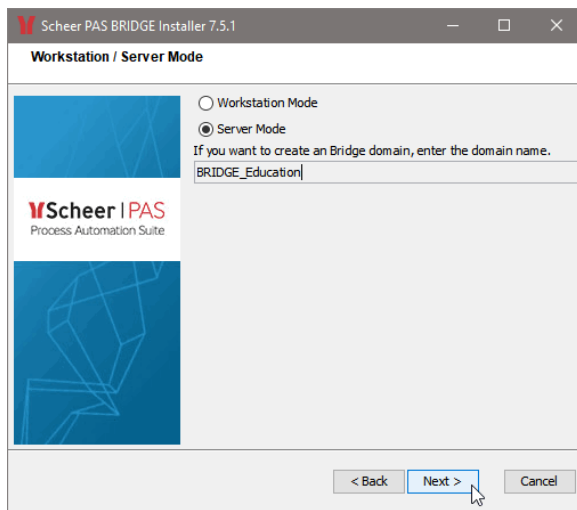 Scheer PAS BRIDGE Installer 7.5.1
Workstation / Server Mode
Workstation Mode
Server Mode
If you want to create an Bridge domain, enter the domain name.
BRIDGE_Education
Scheer | PAS
Process Automation Suite
< Back
Next >
Cancel